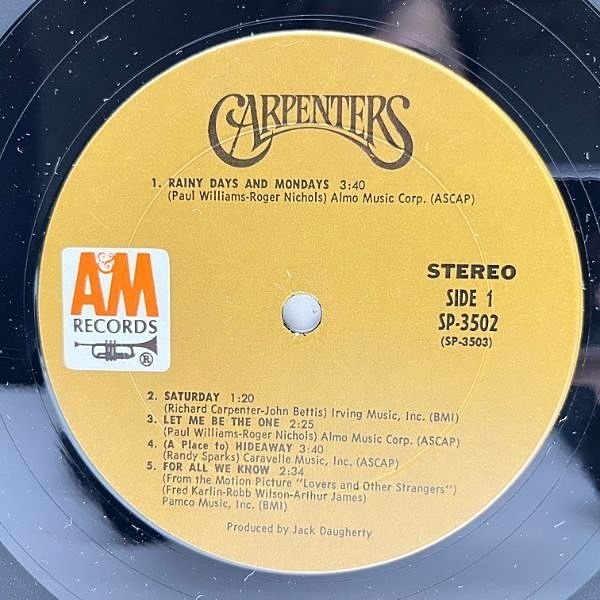 CARPENTERS
1. RAINY DAYS AND MONDAYS 3:40
(Paul Williams-Roger Nichols) Almo Music Corp. (ASCAP)
A&M
RECORDS
®
STEREO
SIDE 1
SP-3502
(SP-3503)
2. SATURDAY 1:20
(Richard Carpenter-John Bettis) Irving Music, Inc. (BMI)
3. LET ME BE THE ONE 2:25
(Paul Williams-Roger Nichols) Almo Music Corp. (ASCAP)
4. (A Place to) HIDEAWAY 3:40
(Randy Sparks) Caravelle Music, Inc. (ASCAP)
5. FOR ALL WE KNOW 2:34
(From the Motion Picture "Lovers and Other Strangers")
(Fred Karlin-Robb Wilson-Arthur James)
Pamco Music, Inc. (BMI)
Produced by Jack Daugherty